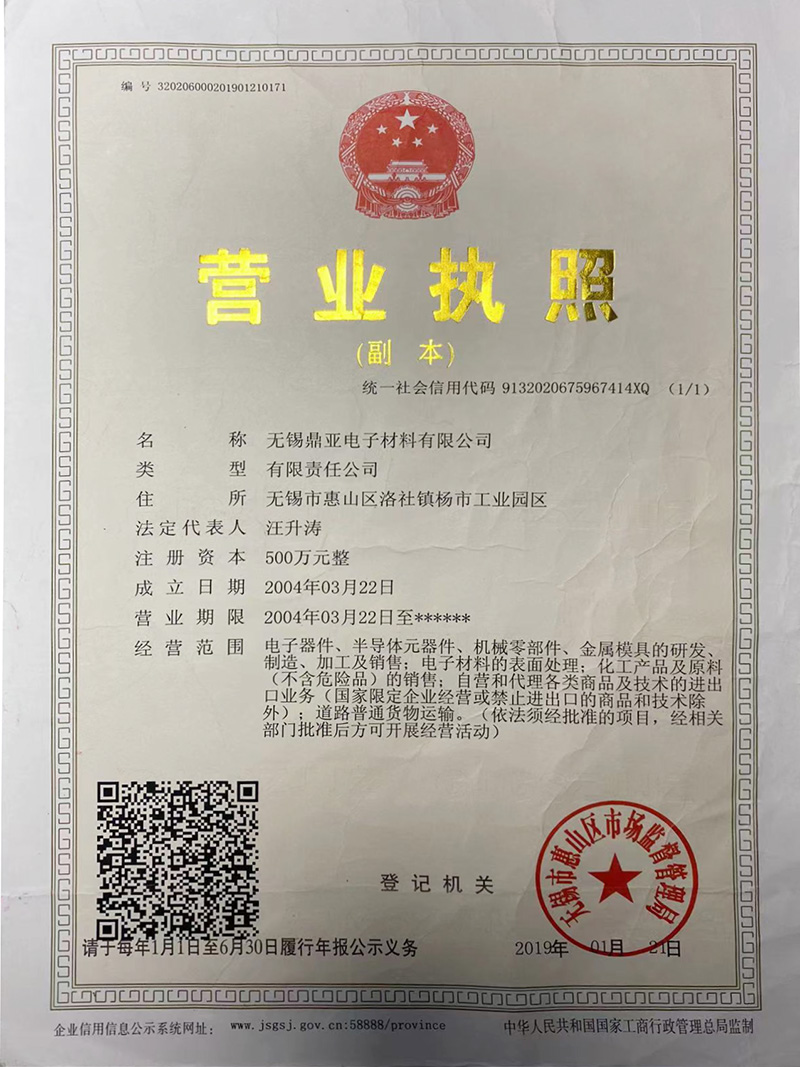 编 号 320206000201901210171
营业执照
(副 本)
统一社会信用代码 9132020675967414XQ (1/1)
名 称 无锡鼎亚电子材料有限公司
类 型 有限责任公司
住 所 无锡市惠山区洛社镇杨市工业园区
法定代表人 汪升涛
注 册 资 本 500万元整
成 立 日 期 2004年03月22日
营 业 期 限 2004年03月22日至******
经 营 范 围 电子器件、半导体元器件、机械零部件、金属模具的研发、
制造、加工及销售；电子材料的表面处理；化工产品及原料
（不含危险品）的销售；自营和代理各类商品及技术的进出
口业务（国家限定企业经营或禁止进出口的商品和技术除
外）；道路普通货物运输。（依法须经批准的项目，经相关
部门批准后方可开展经营活动）
无锡市惠山区市场监督管理局
登 记 机 关
请于每年1月1日至6月30日履行年报公示义务
2019年 01月 21日
企业信用信息公示系统网址： www.jsgsj.gov.cn:58888/province
中华人民共和国国家工商行政管理总局监制